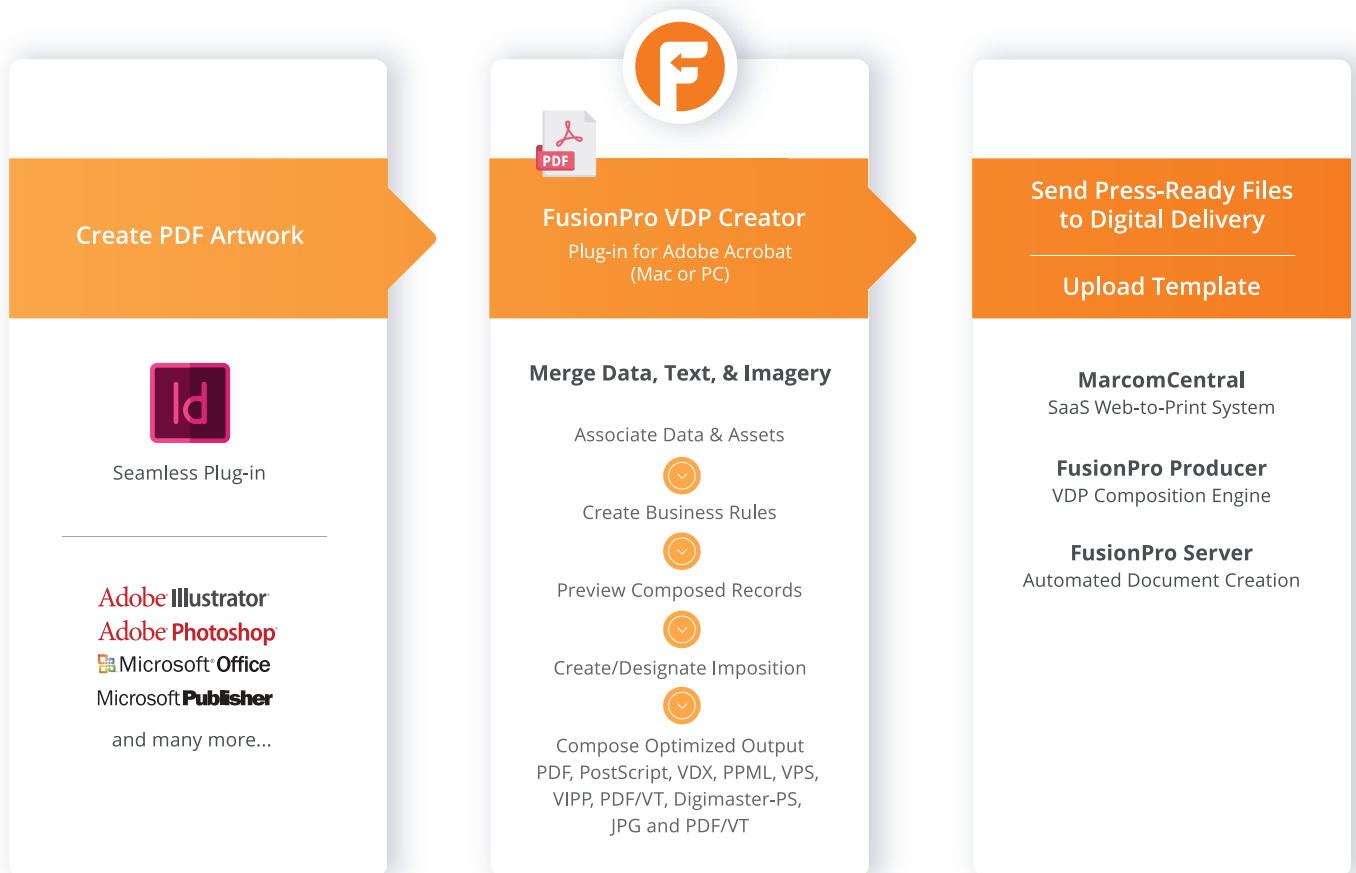 Create PDF Artwork
Id
Seamless Plug-in
Adobe® Illustrator®
Adobe® Photoshop®
Microsoft® Office
Microsoft Publisher
and many more...
F
PDF
FusionPro VDP Creator
Plug-in for Adobe Acrobat
(Mac or PC)
Merge Data, Text, & Imagery
Associate Data & Assets
Create Business Rules
Preview Composed Records
Create/Designate Imposition
Compose Optimized Output
PDF, PostScript, VDX, PPML, VPS,
VIPP, PDF/VT, Digimaster-PS,
JPG and PDF/VT
Send Press-Ready Files
to Digital Delivery
Upload Template
MarcomCentral
SaaS Web-to-Print System
FusionPro Producer
VDP Composition Engine
FusionPro Server
Automated Document Creation